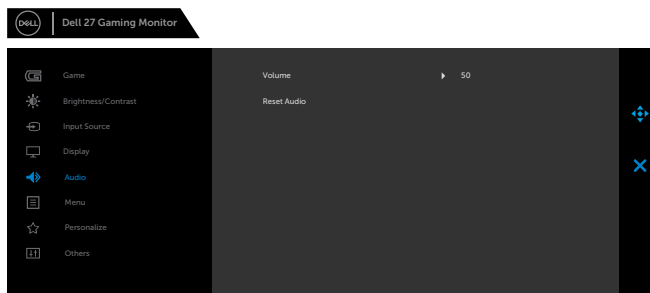 DELL
Dell 27 Gaming Monitor
Game
Volume 50
Brightness/Contrast
Reset Audio
Input Source
Display
Audio
Menu
Personalize
Others